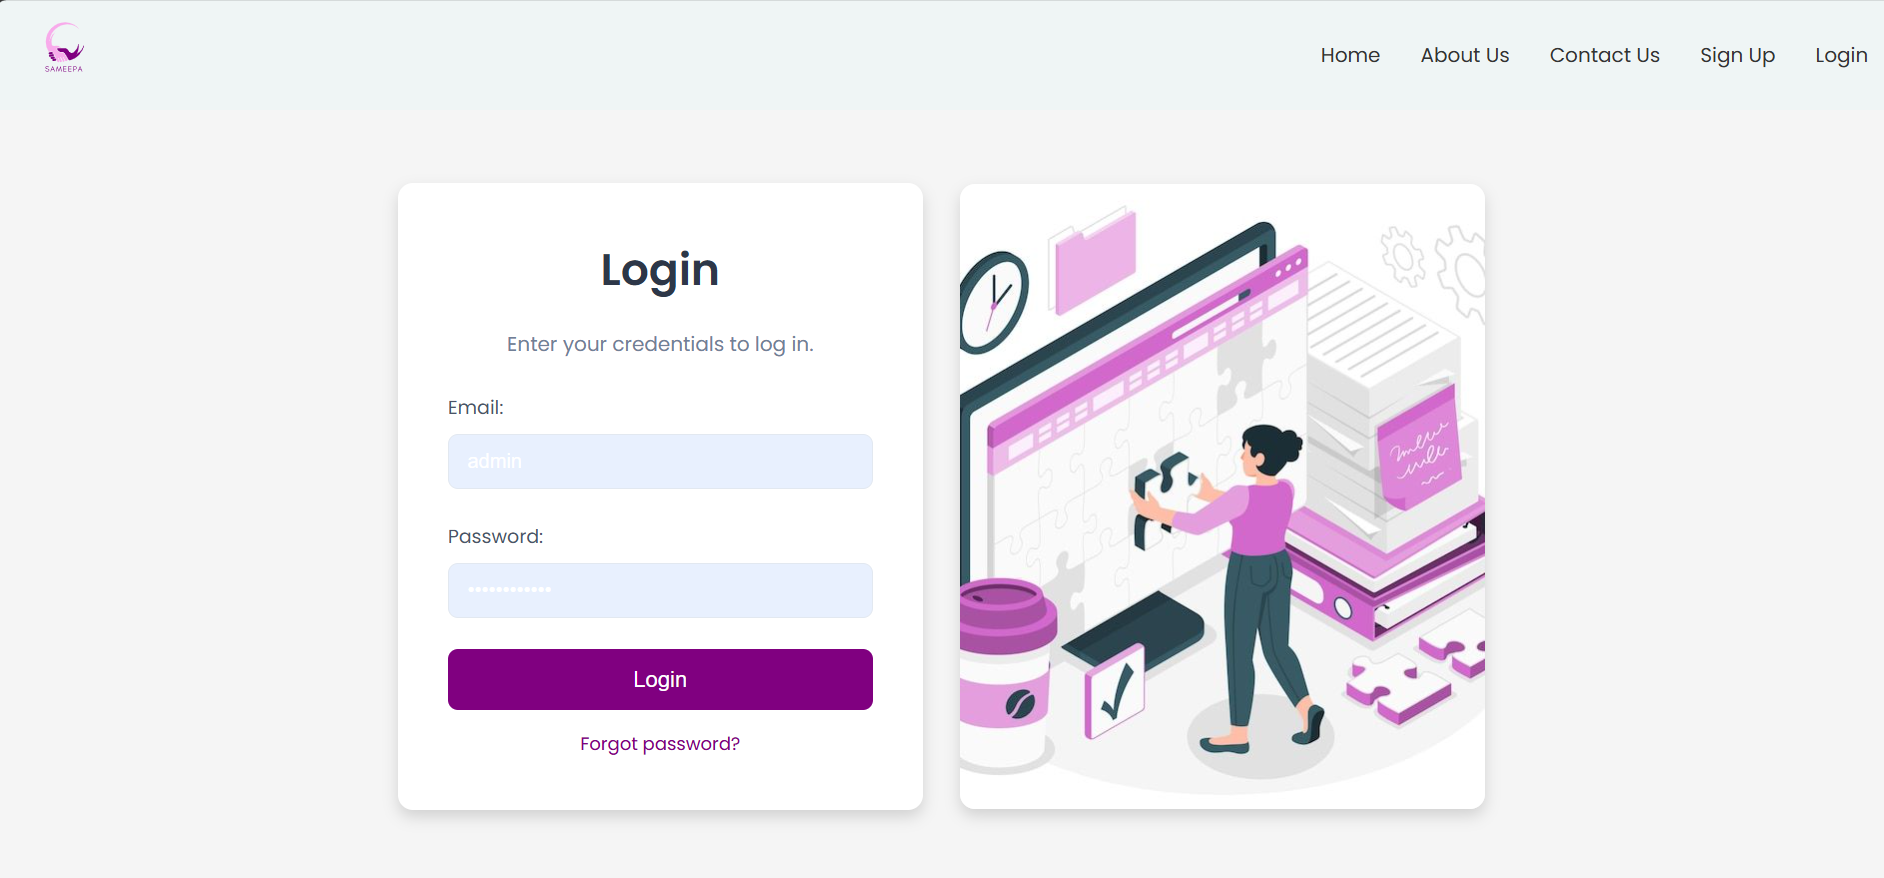 SAMEEPA
Home About Us Contact Us Sign Up Login
Login
Enter your credentials to log in.
Email:
admin
Password:
••••••••••••
Login
Forgot password?